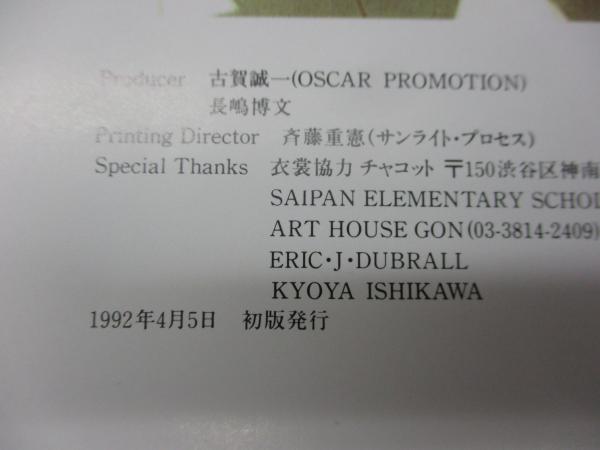 Producer 古賀誠一(OSCAR PROMOTION)
長嶋博文
Printing Director 斉藤重憲(サンライト・プロセス)
Special Thanks 衣裳協力 チャコット 〒150渋谷区神南
SAIPAN ELEMENTARY SCHOL
ART HOUSE GON(03-3814-2409)
ERIC・J・DUBRALL
KYOYA ISHIKAWA
1992年4月5日 初版発行